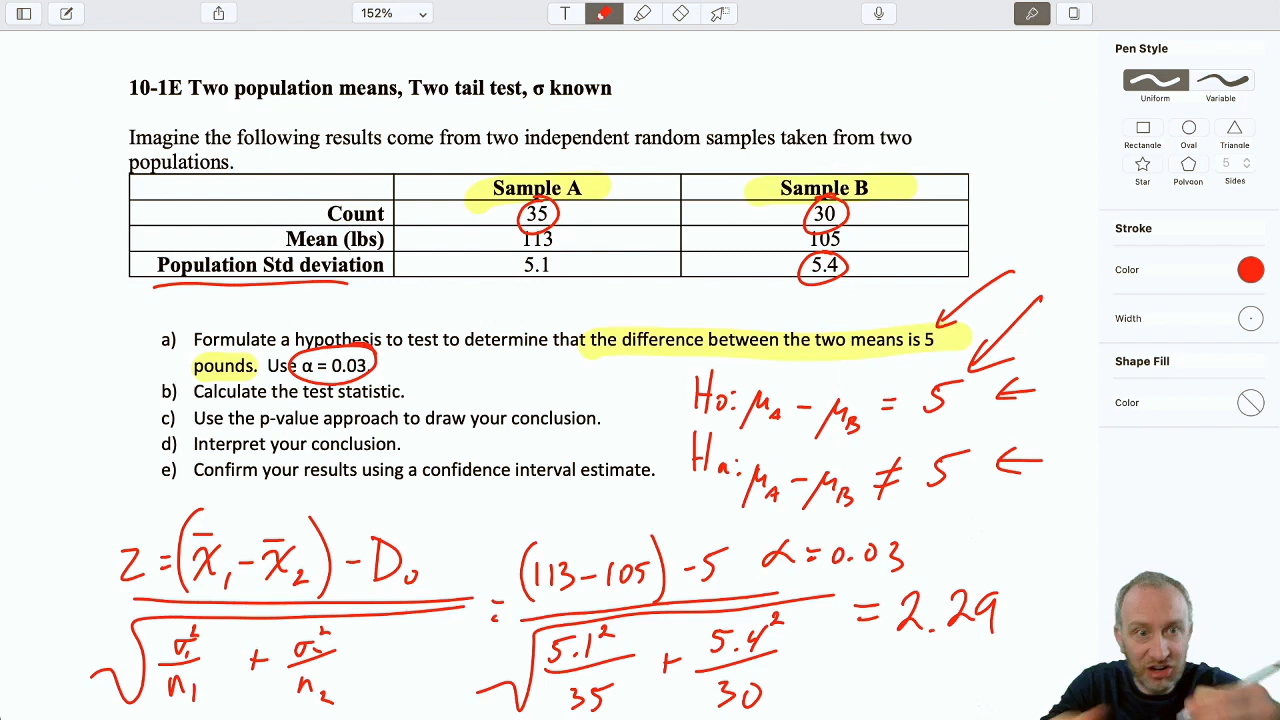 152%
T
Pen Style
Uniform Variable
Rectangle Oval Triangle
Star Polygon Sides
5
Stroke
Color
Width
Shape Fill
Color
10-1E Two population means, Two tail test, σ known
Imagine the following results come from two independent random samples taken from two
populations.
Sample A Sample B
Count 35 30
Mean (lbs) 113 105
Population Std deviation 5.1 5.4
a) Formulate a hypothesis to test to determine that the difference between the two means is 5
pounds. Use α = 0.03.
b) Calculate the test statistic.
c) Use the p-value approach to draw your conclusion.
d) Interpret your conclusion.
e) Confirm your results using a confidence interval estimate.
H₀: μ_A - μ_B = 5
Hₐ: μ_A - μ_B ≠ 5
α = 0.03
Z = (x̄₁ - x̄₂) - D₀ = (113 - 105) - 5 = 2.29
√ σ₁²/n₁ + σ₂²/n₂ √ 5.1²/35 + 5.4²/30